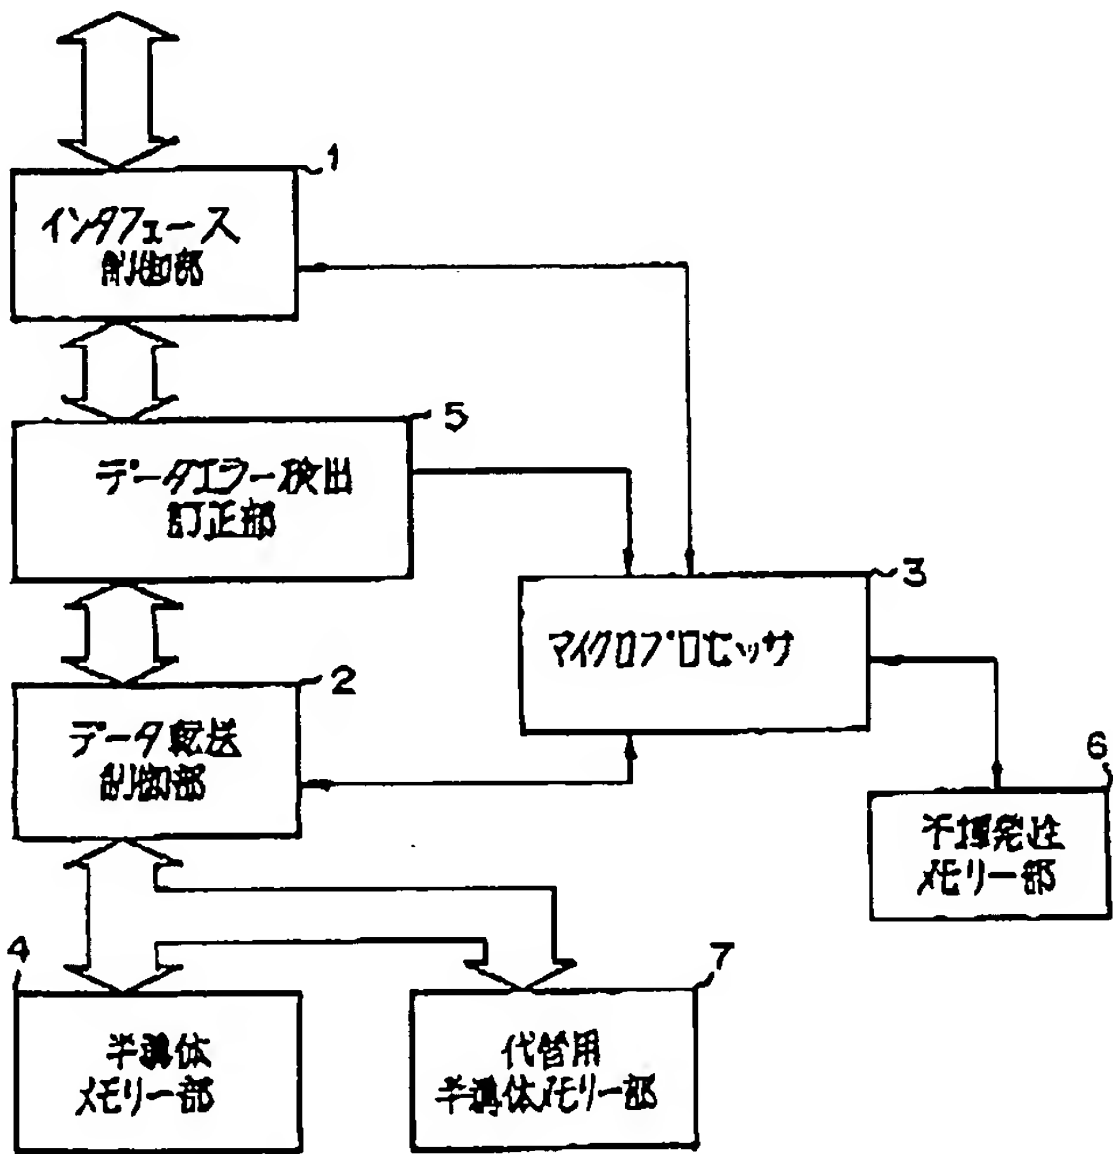 1
インタフェース
制御部
5
データエラー検出
訂正部
3
マイクロプロセッサ
2
データ転送
制御部
6
不揮発性
メモリー部
4
半導体
メモリー部
7
代替用
半導体メモリー部